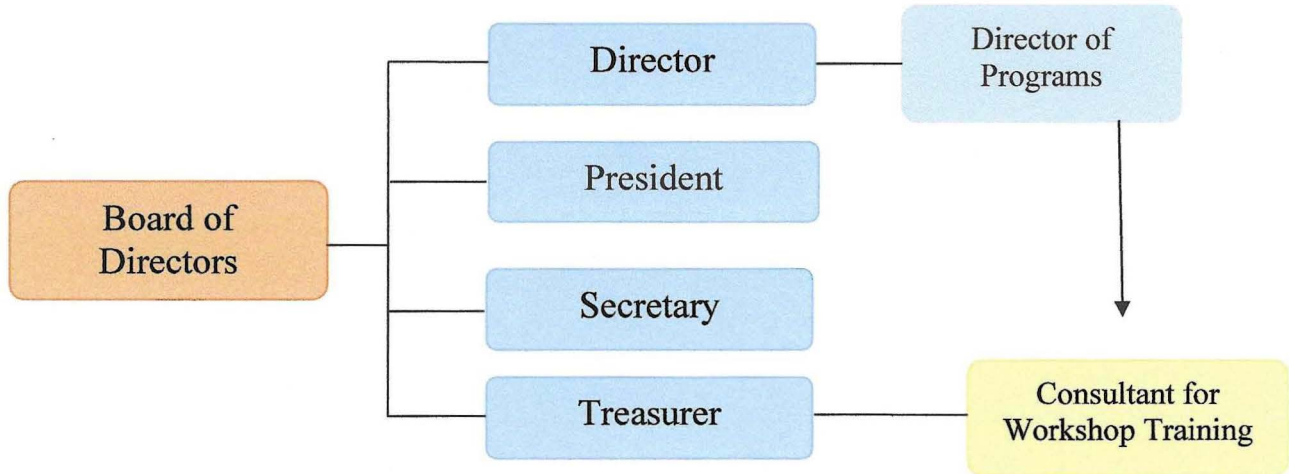 Director
Director of
Programs
President
Board of
Directors
Secretary
Treasurer
Consultant for
Workshop Training